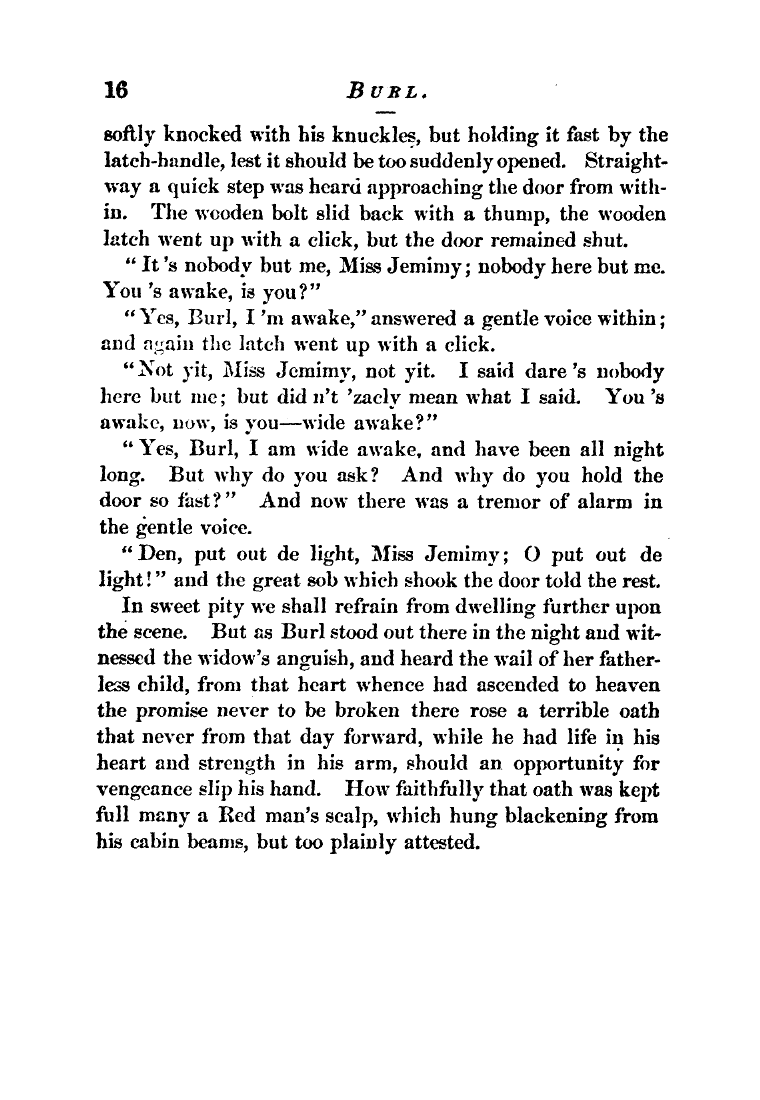 16 BURL.
softly knocked with his knuckles, but holding it fast by the
latch-handle, lest it should be too suddenly opened. Straight-
way a quick step was heard approaching the door from with-
in. The wooden bolt slid back with a thump, the wooden
latch went up with a click, but the door remained shut.
"It's nobody but me, Miss Jemimy; nobody here but me.
You's awake, is you?"
"Yes, Burl, I'm awake," answered a gentle voice within;
and again the latch went up with a click.
"Not yit, Miss Jemimy, not yit. I said dare's nobody
here but me; but did n't 'zacly mean what I said. You's
awake, now, is you—wide awake?"
"Yes, Burl, I am wide awake, and have been all night
long. But why do you ask? And why do you hold the
door so fast?" And now there was a tremor of alarm in
the gentle voice.
"Den, put out de light, Miss Jemimy; O put out de
light!" and the great sob which shook the door told the rest.
In sweet pity we shall refrain from dwelling further upon
the scene. But as Burl stood out there in the night and wit-
nessed the widow's anguish, and heard the wail of her father-
less child, from that heart whence had ascended to heaven
the promise never to be broken there rose a terrible oath
that never from that day forward, while he had life in his
heart and strength in his arm, should an opportunity for
vengeance slip his hand. How faithfully that oath was kept
full many a Red man's scalp, which hung blackening from
his cabin beams, but too plainly attested.